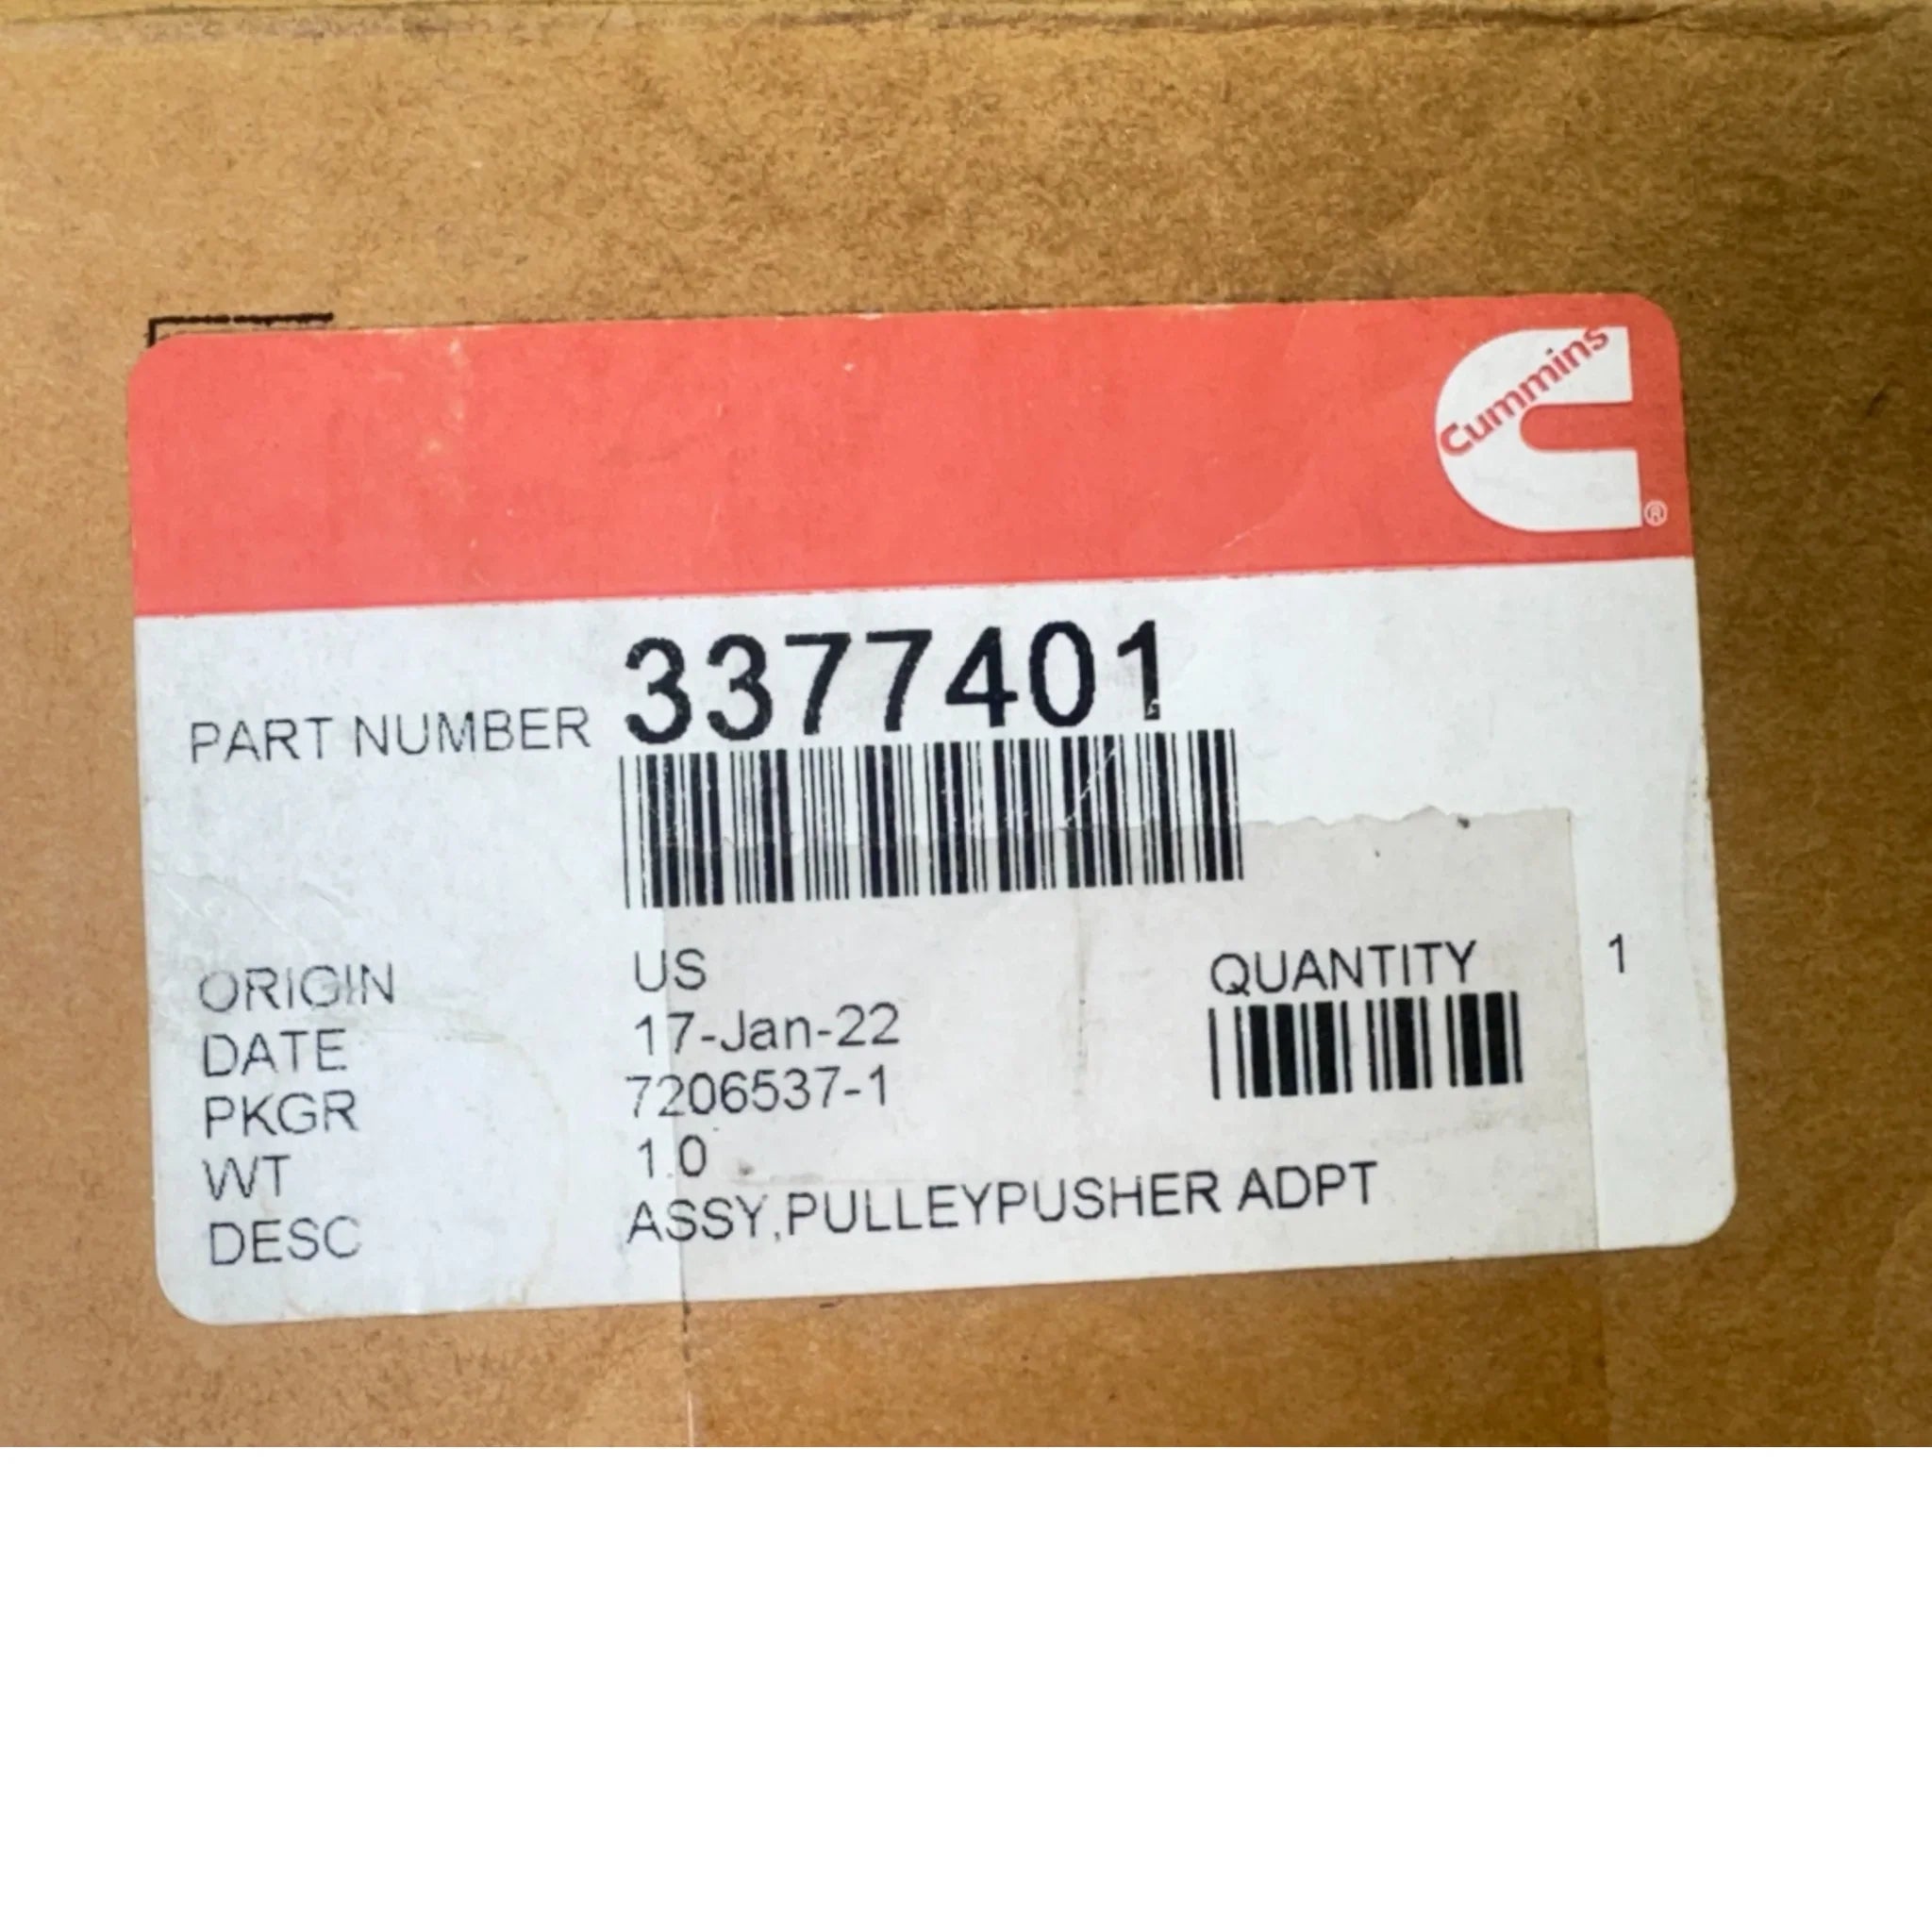 Cummins
®
PART NUMBER 3377401
ORIGIN US
QUANTITY 1
DATE 17-Jan-22
PKGR 7206537-1
WT 1.0
DESC ASSY,PULLEYPUSHER ADPT